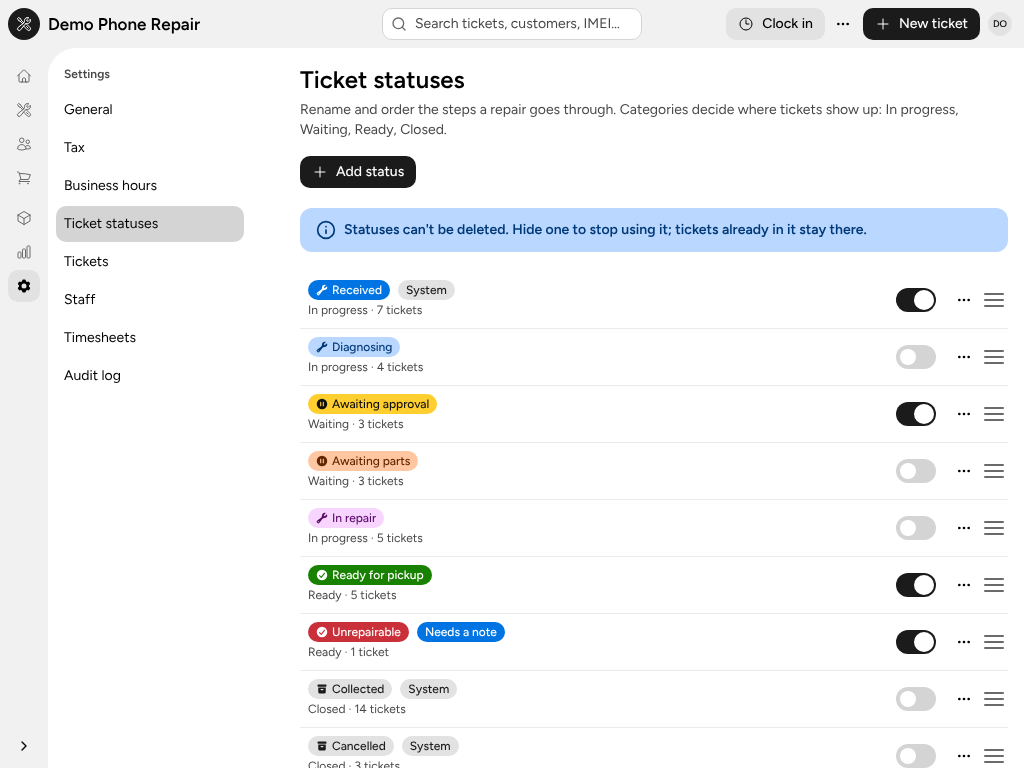 Demo Phone Repair
Search tickets, customers, IMEI...
Clock in
New ticket
DO
Settings
General
Tax
Business hours
Ticket statuses
Tickets
Staff
Timesheets
Audit log
Ticket statuses
Rename and order the steps a repair goes through. Categories decide where tickets show up: In progress,
Waiting, Ready, Closed.
Add status
Statuses can't be deleted. Hide one to stop using it; tickets already in it stay there.
Received System
In progress · 7 tickets
Diagnosing
In progress · 4 tickets
Awaiting approval
Waiting · 3 tickets
Awaiting parts
Waiting · 3 tickets
In repair
In progress · 5 tickets
Ready for pickup
Ready · 5 tickets
Unrepairable Needs a note
Ready · 1 ticket
Collected System
Closed · 14 tickets
Cancelled System
Closed · 3 tickets